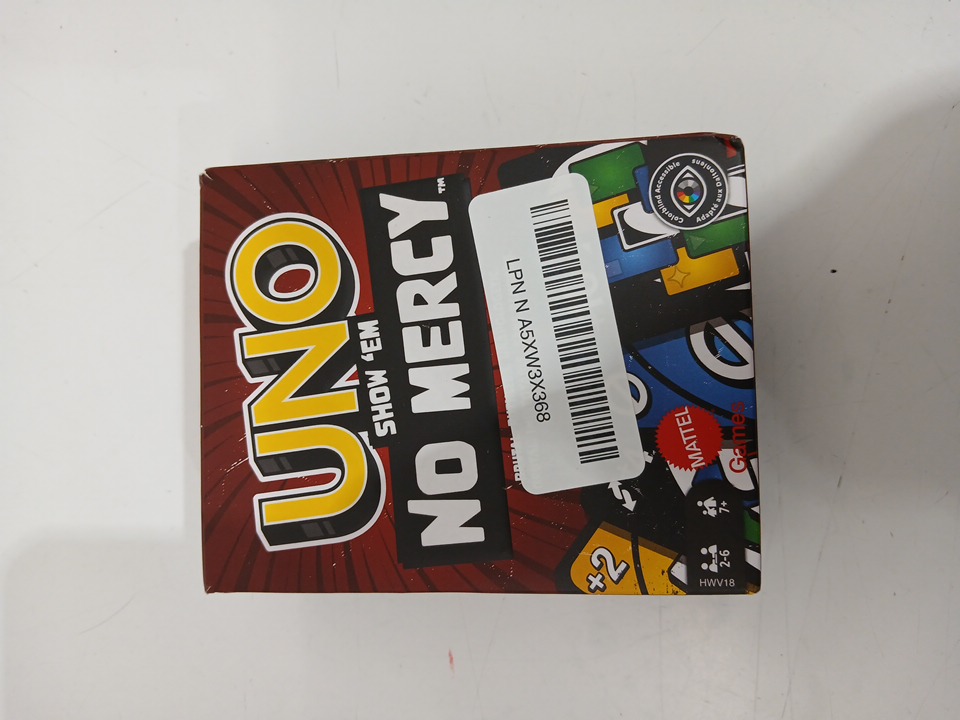 UNO
SHOW 'EM
NO MERCY™
LPN N A5XW3X368
Colorblind Accessible
Adapté aux Daltoniens
+2
MATTEL
Games
7+
2-6
HWV18